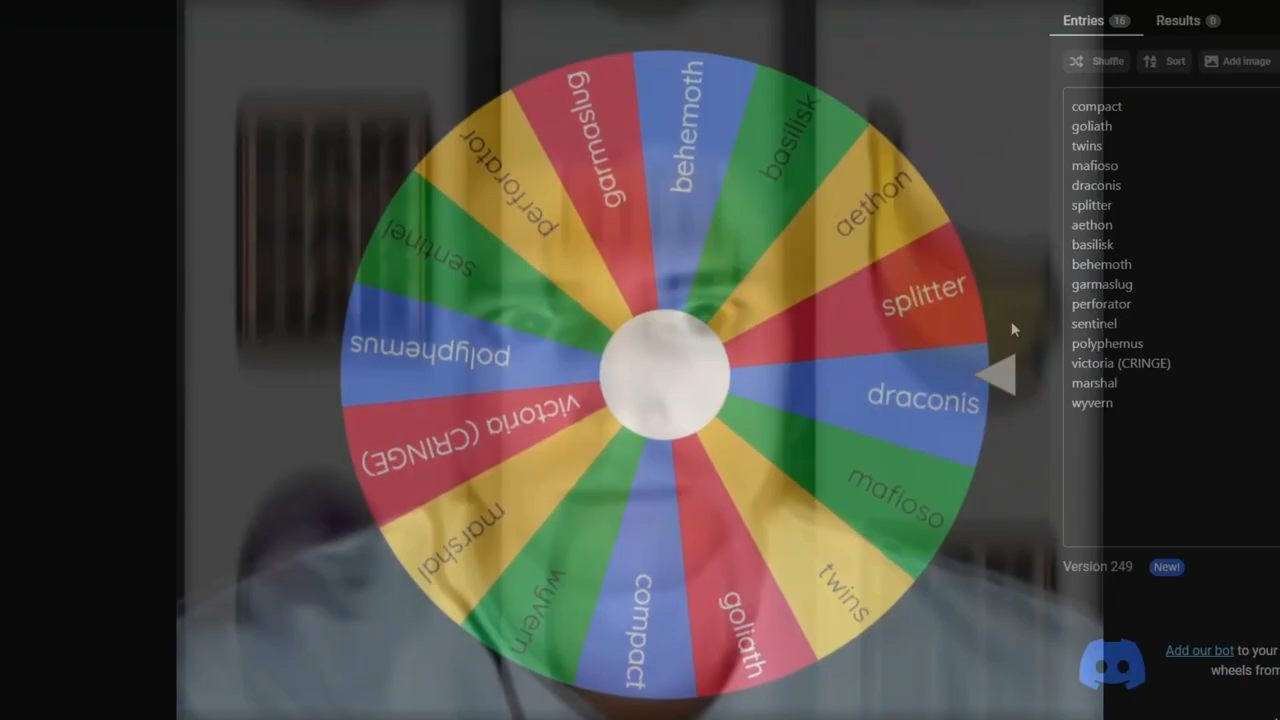 Entries 16 Results 0
Shuffle Sort Add image
compact
goliath
twins
mafioso
draconis
splitter
aethon
basilisk
behemoth
garmaslug
perforator
sentinel
polyphemus
victoria (CRINGE)
marshal
wyvern
Version 249 New!
Add our bot to your
wheels from
behemoth
basilisk
aethon
splitter
draconis
mafioso
twins
goliath
compact
wyvern
marshal
victoria (CRINGE)
polyphemus
sentinel
perforator
garmaslug